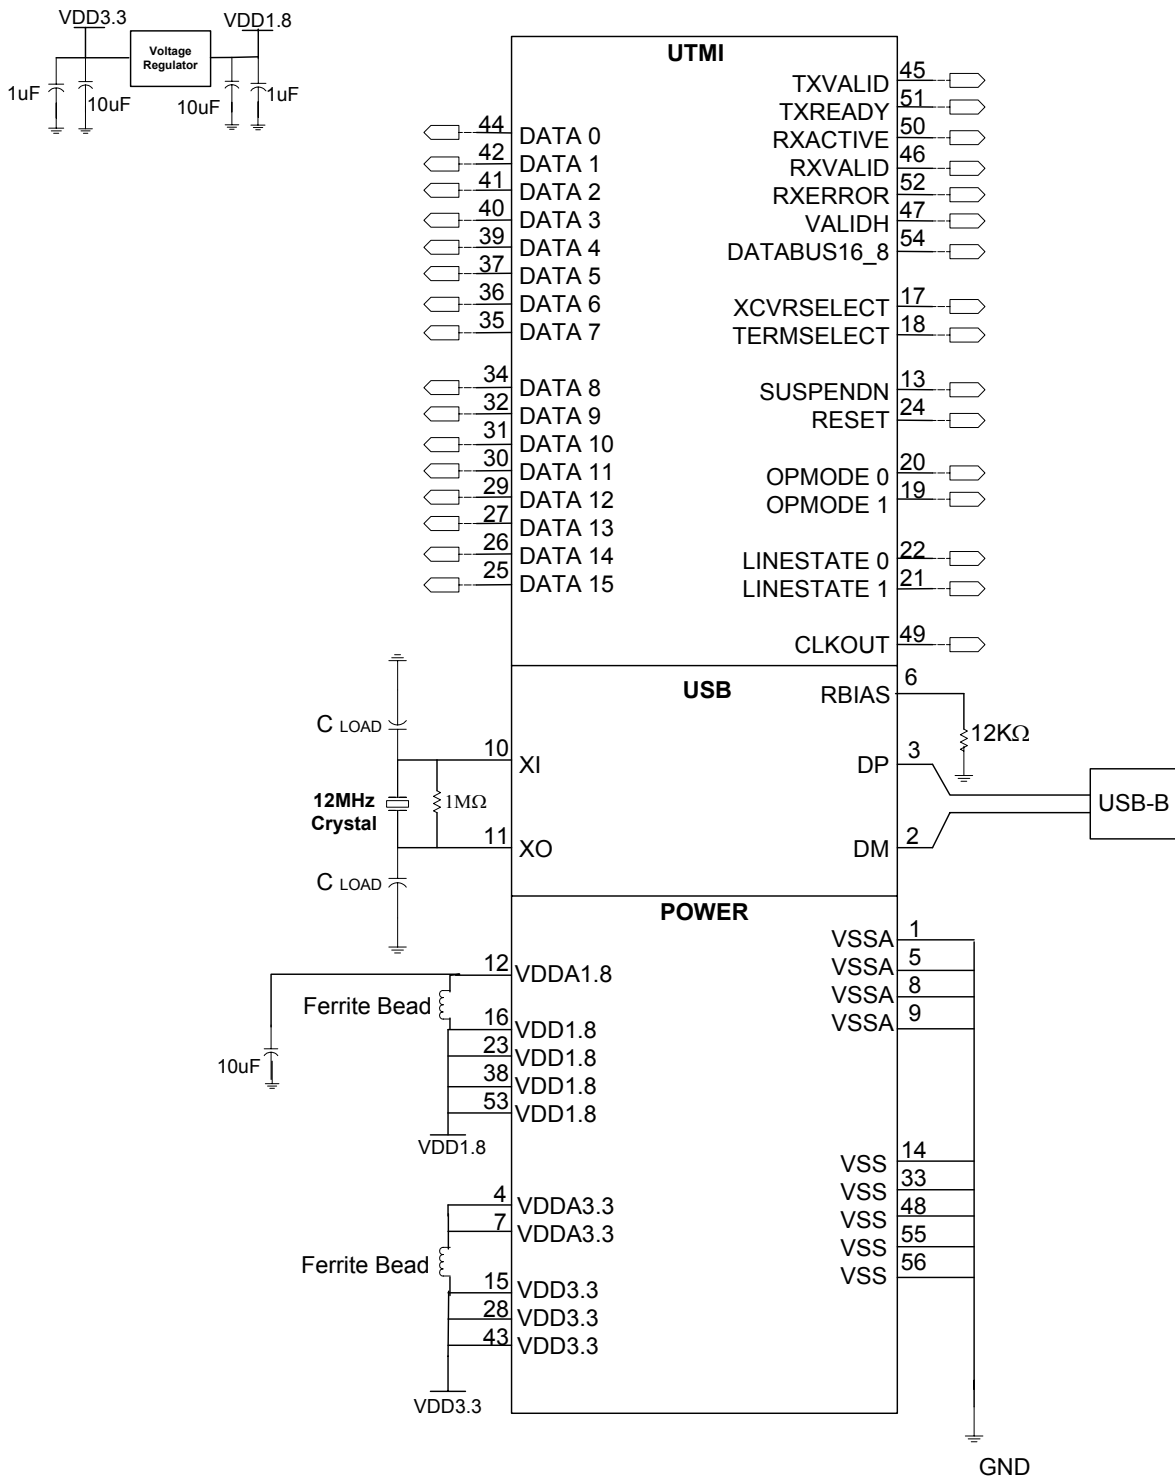 VDD3.3
VDD1.8
Voltage
Regulator
1uF
10uF
10uF
1uF
UTMI
44 DATA 0
42 DATA 1
41 DATA 2
40 DATA 3
39 DATA 4
37 DATA 5
36 DATA 6
35 DATA 7
34 DATA 8
32 DATA 9
31 DATA 10
30 DATA 11
29 DATA 12
27 DATA 13
26 DATA 14
25 DATA 15
TXVALID 45
TXREADY 51
RXACTIVE 50
RXVALID 46
RXERROR 52
VALIDH 47
DATABUS16_8 54
XCVRSELECT 17
TERMSELECT 18
SUSPENDN 13
RESET 24
OPMODE 0 20
OPMODE 1 19
LINESTATE 0 22
LINESTATE 1 21
CLKOUT 49
USB
C LOAD
10 XI
12MHz
Crystal
1MΩ
11 XO
C LOAD
RBIAS 6
12KΩ
DP 3
DM 2
USB-B
POWER
12 VDDA1.8
Ferrite Bead
10uF
16 VDD1.8
23 VDD1.8
38 VDD1.8
53 VDD1.8
VDD1.8
4 VDDA3.3
7 VDDA3.3
Ferrite Bead
15 VDD3.3
28 VDD3.3
43 VDD3.3
VDD3.3
VSSA 1
VSSA 5
VSSA 8
VSSA 9
VSS 14
VSS 33
VSS 48
VSS 55
VSS 56
GND